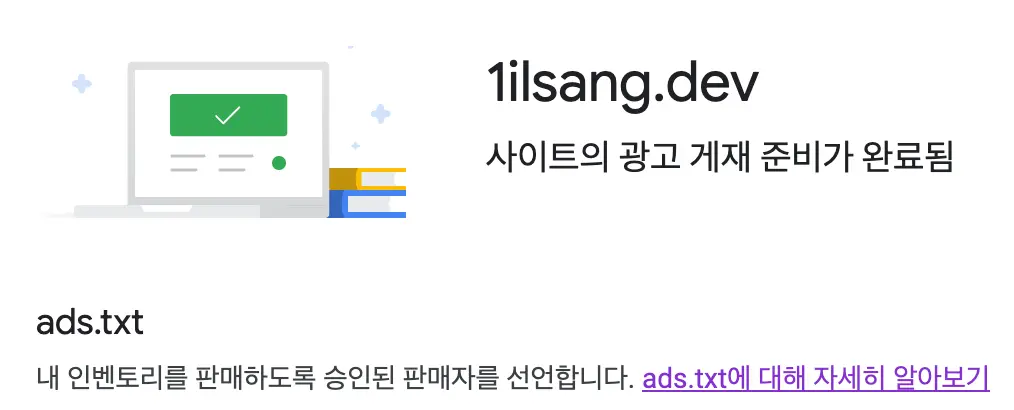 1ilsang.dev
사이트의 광고 게재 준비가 완료됨
ads.txt
내 인벤토리를 판매하도록 승인된 판매자를 선언합니다. ads.txt에 대해 자세히 알아보기